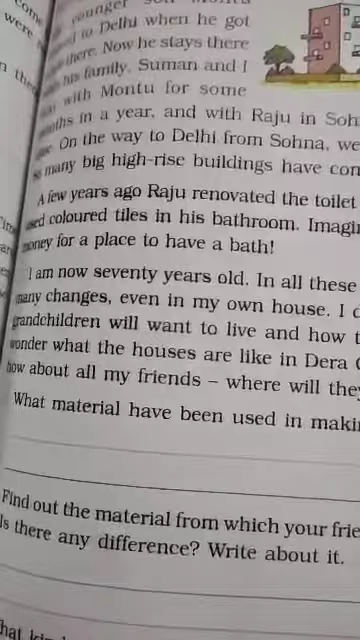 younger
to Delhi when he got
there. Now he stays there
his family. Suman and I
with Montu for some
in a year, and with Raju in Soh
On the way to Delhi from Sohna, we
many big high-rise buildings have con
A few years ago Raju renovated the toilet
used coloured tiles in his bathroom. Imagi
money for a place to have a bath!
I am now seventy years old. In all these
many changes, even in my own house. I d
grandchildren will want to live and how t
wonder what the houses are like in Dera
how about all my friends – where will they
What material have been used in maki
Find out the material from which your frie
Is there any difference? Write about it.